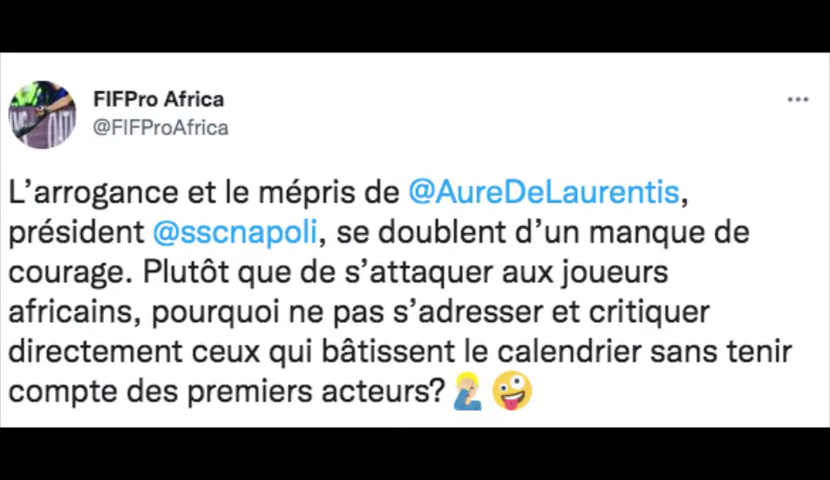 FIFPro Africa
@FIFProAfrica
L’arrogance et le mépris de @AureDeLaurentis,
président @sscnapoli, se doublent d’un manque de
courage. Plutôt que de s’attaquer aux joueurs
africains, pourquoi ne pas s’adresser et critiquer
directement ceux qui bâtissent le calendrier sans tenir
compte des premiers acteurs?🤦🏼‍♂️🤪